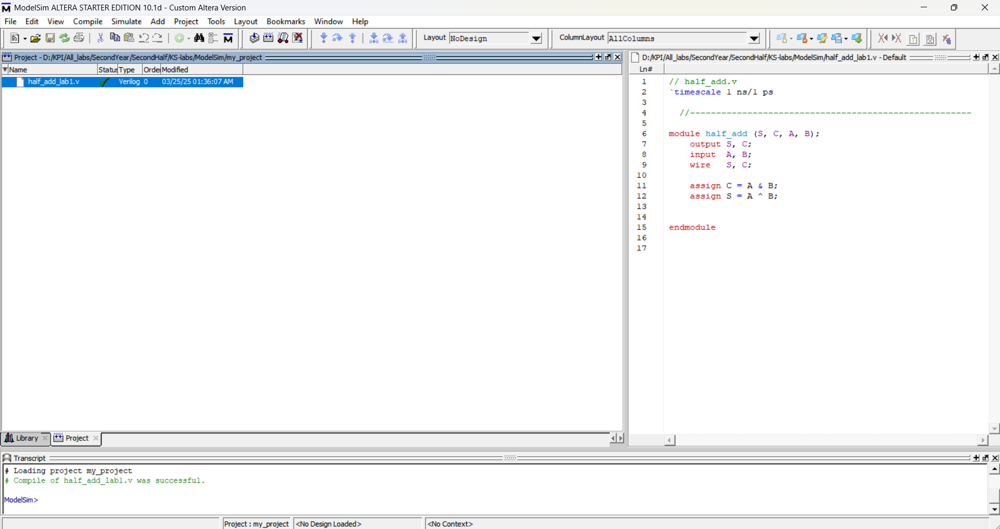 ModelSim ALTERA STARTER EDITION 10.1d - Custom Altera Version
File Edit View Compile Simulate Add Project Tools Layout Bookmarks Window Help
Layout NoDesign ColumnLayout AllColumns
Project - D:/KPI/All_labs/SecondYear/SecondHalf/KS-labs/ModelSim/my_project
Name Status Type Order Modified
half_add_lab1.v Verilog 0 03/25/25 01:36:07 AM
Library Project
D:/KPI/All_labs/SecondYear/SecondHalf/KS-labs/ModelSim/half_add_lab1.v - Default
Ln#
1 // half_add.v
2 `timescale 1 ns/1 ps
3
4 //------------------------------------------------------
5
6 module half_add (S, C, A, B);
7 output S, C;
8 input A, B;
9 wire S, C;
10
11 assign C = A & B;
12 assign S = A ^ B;
13
14
15 endmodule
16
17
Transcript
# Loading project my_project
# Compile of half_add_lab1.v was successful.
ModelSim>
Project : my_project <No Design Loaded> <No Context>